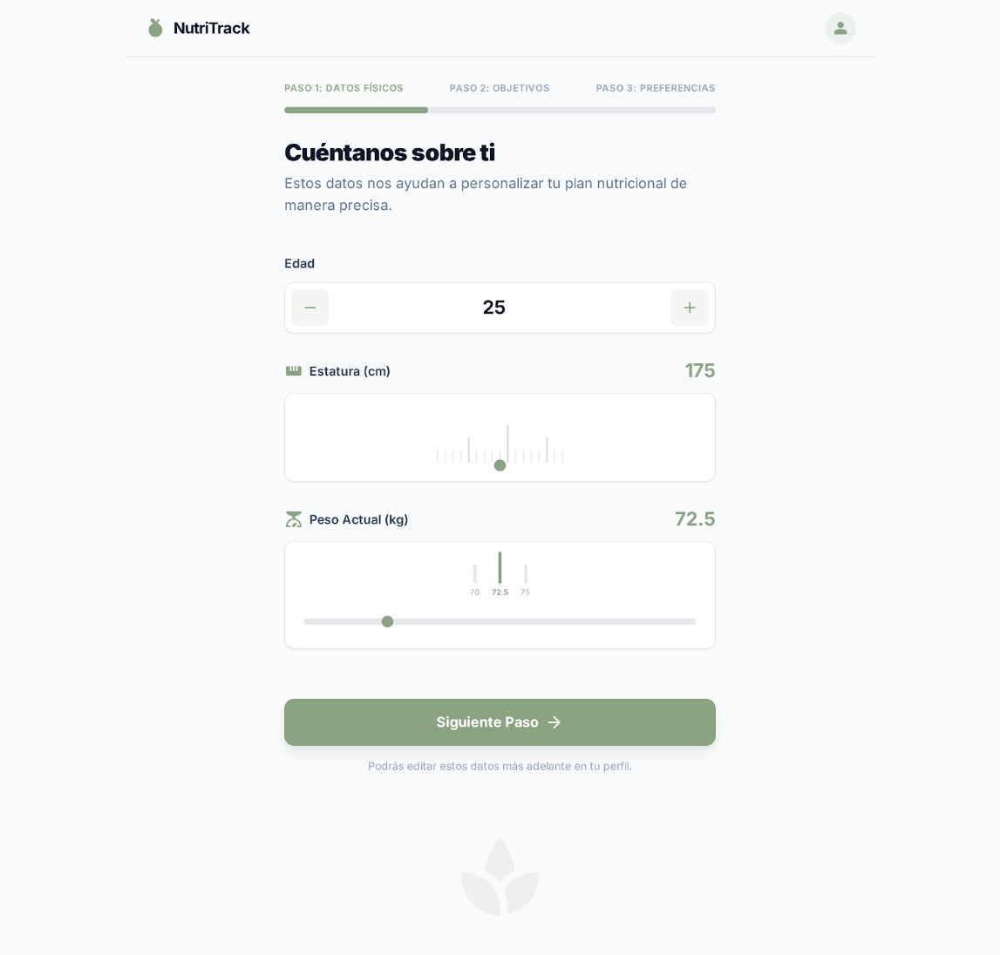 NutriTrack
PASO 1: DATOS FÍSICOS
PASO 2: OBJETIVOS
PASO 3: PREFERENCIAS
Cuéntanos sobre ti
Estos datos nos ayudan a personalizar tu plan nutricional de
manera precisa.
Edad
25
Estatura (cm)
175
Peso Actual (kg)
72.5
70
72.5
75
Siguiente Paso
Podrás editar estos datos más adelante en tu perfil.